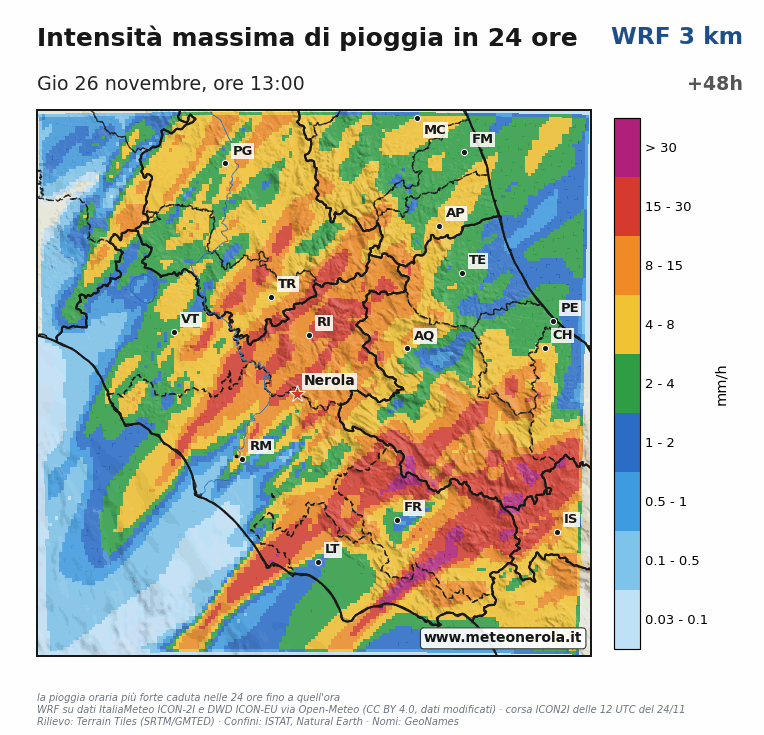 Intensità massima di pioggia in 24 ore
WRF 3 km
Gio 26 novembre, ore 13:00
+48h
MC
FM
PG
AP
TE
TR
PE
VT
RI
AQ
CH
Nerola
RM
FR
IS
LT
www.meteonerola.it
> 30
15 - 30
8 - 15
4 - 8
2 - 4
1 - 2
0.5 - 1
0.1 - 0.5
0.03 - 0.1
mm/h
la pioggia oraria più forte caduta nelle 24 ore fino a quell'ora
WRF su dati ItaliaMeteo ICON-2I e DWD ICON-EU via Open-Meteo (CC BY 4.0, dati modificati) · corsa ICON2I delle 12 UTC del 24/11
Rilievo: Terrain Tiles (SRTM/GMTED) · Confini: ISTAT, Natural Earth · Nomi: GeoNames